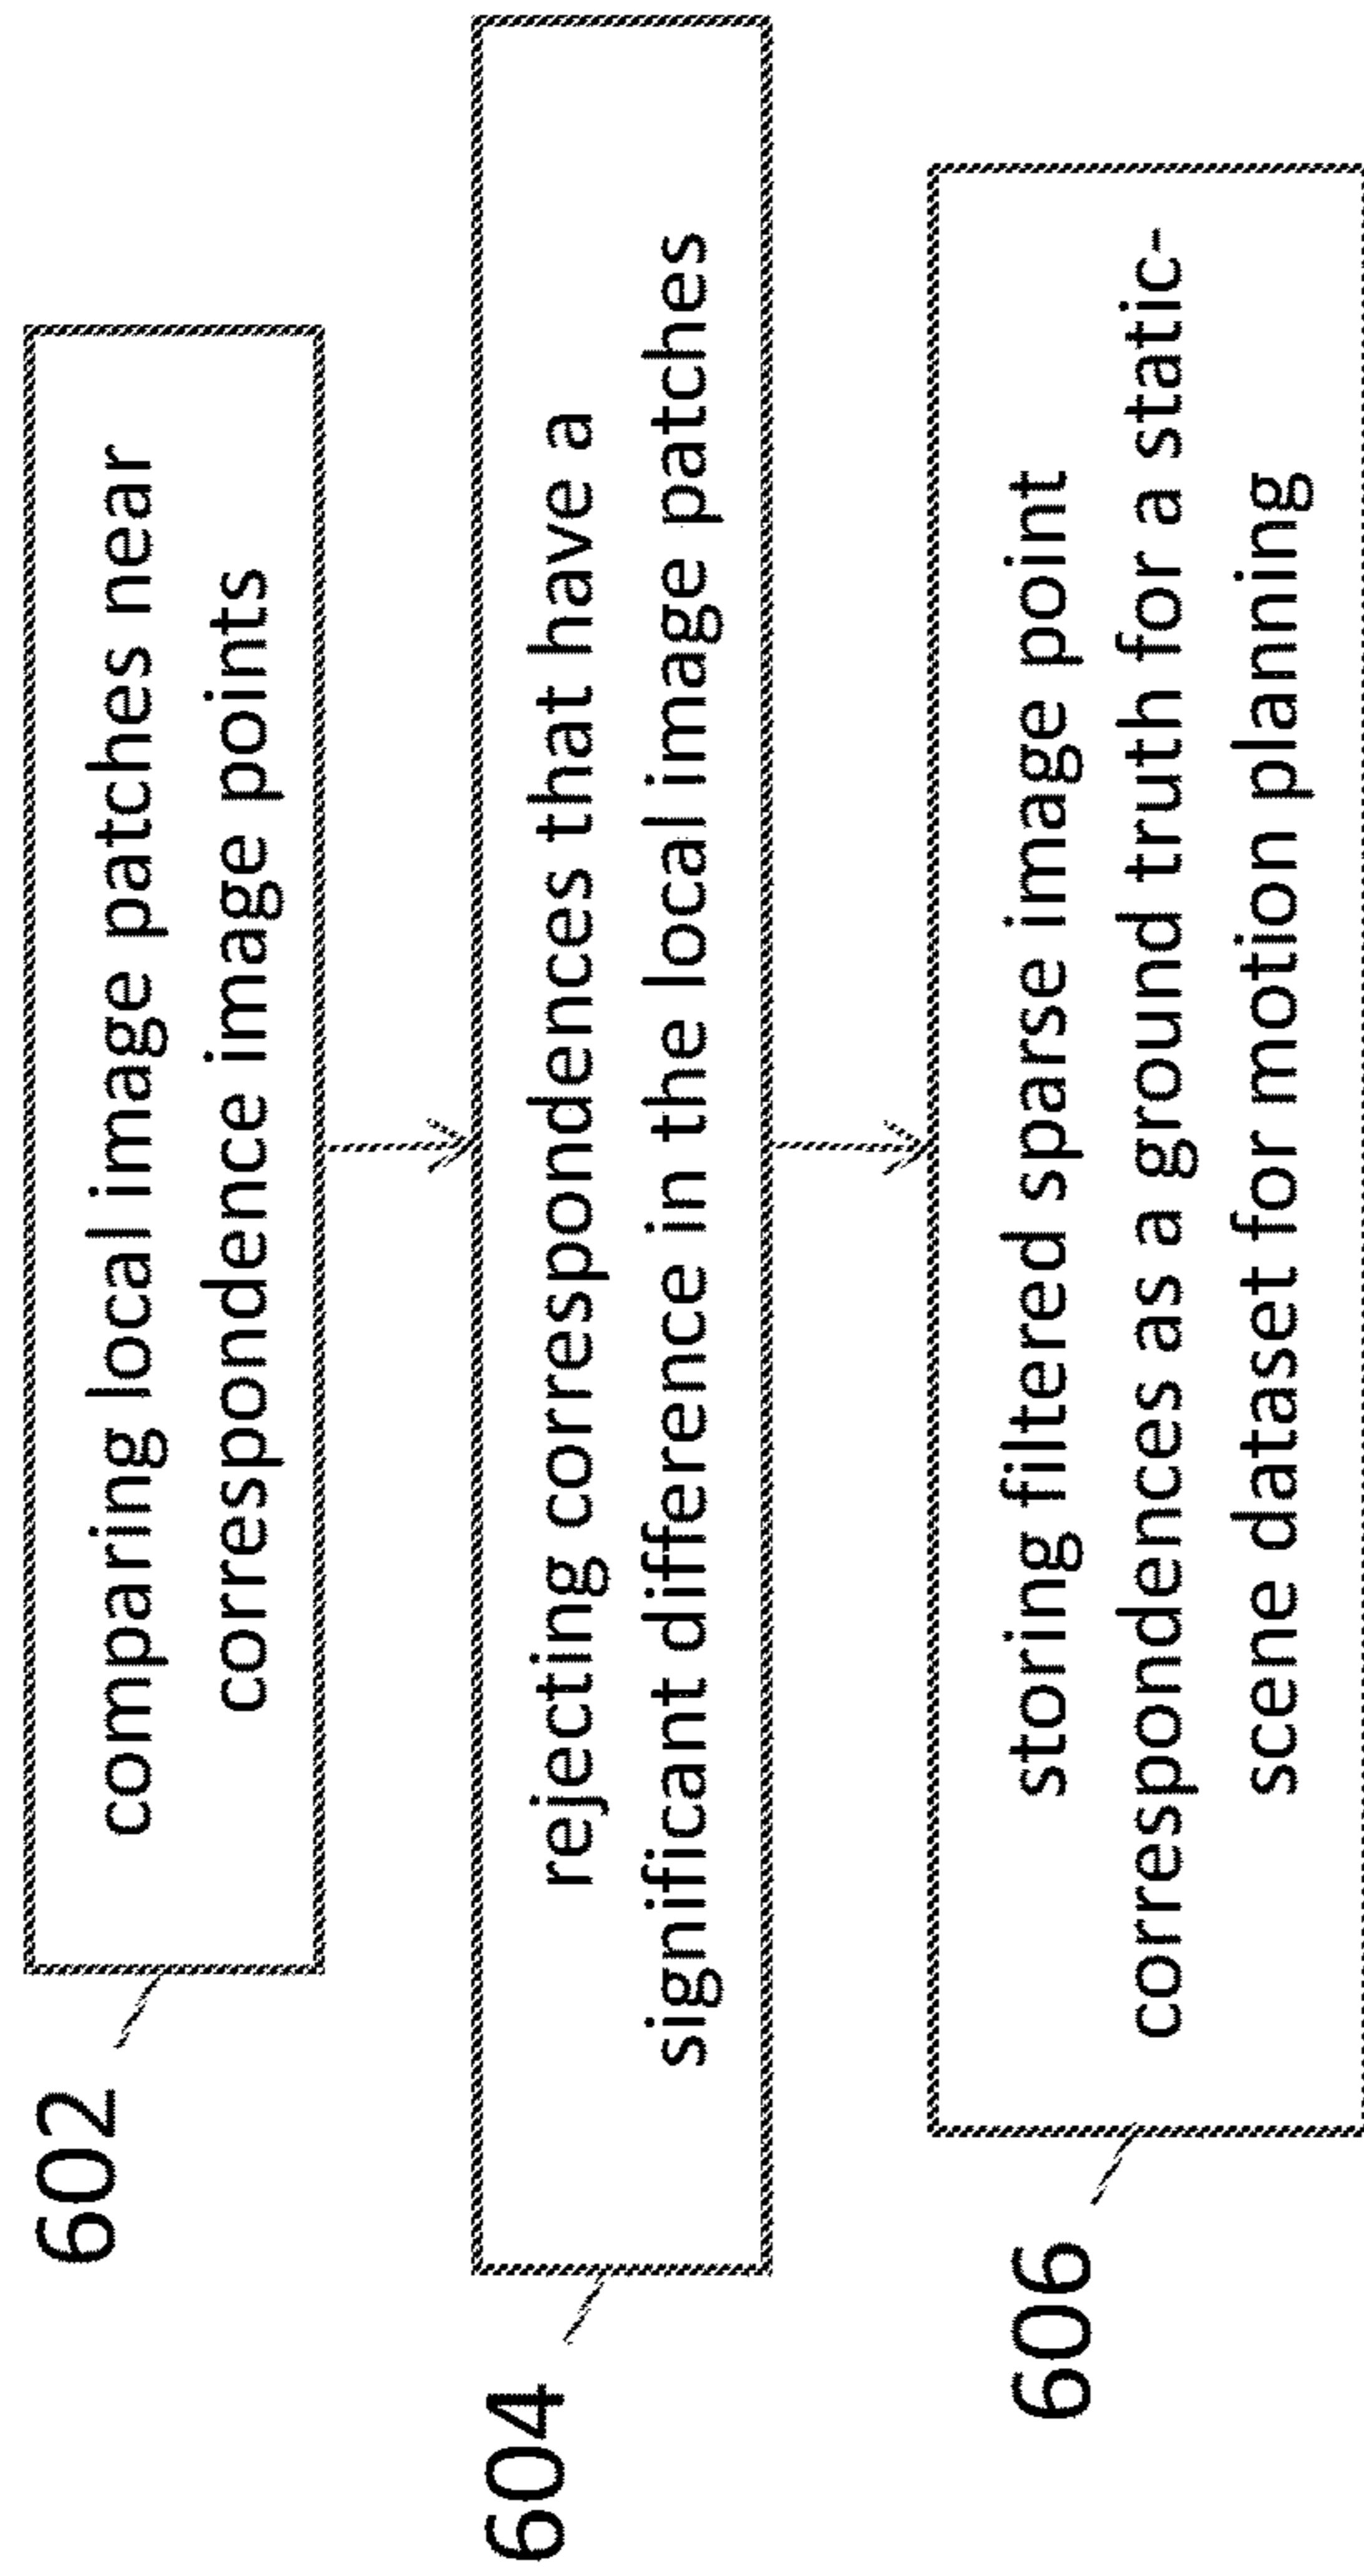 602
comparing local image patches near
correspondence image points
604
rejecting correspondences that have a
significant difference in the local image patches
606
storing filtered sparse image point
correspondences as a ground truth for a static-
scene dataset for motion planning